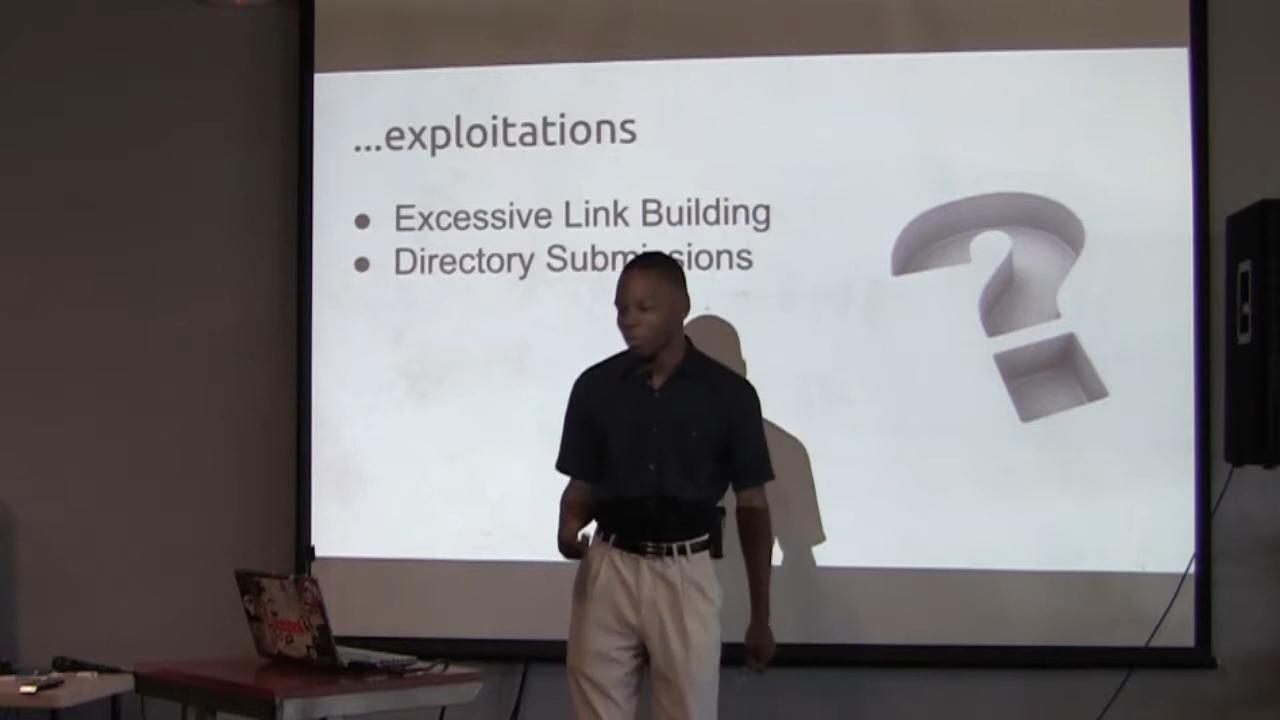 ...exploitations
● Excessive Link Building
● Directory Submissions